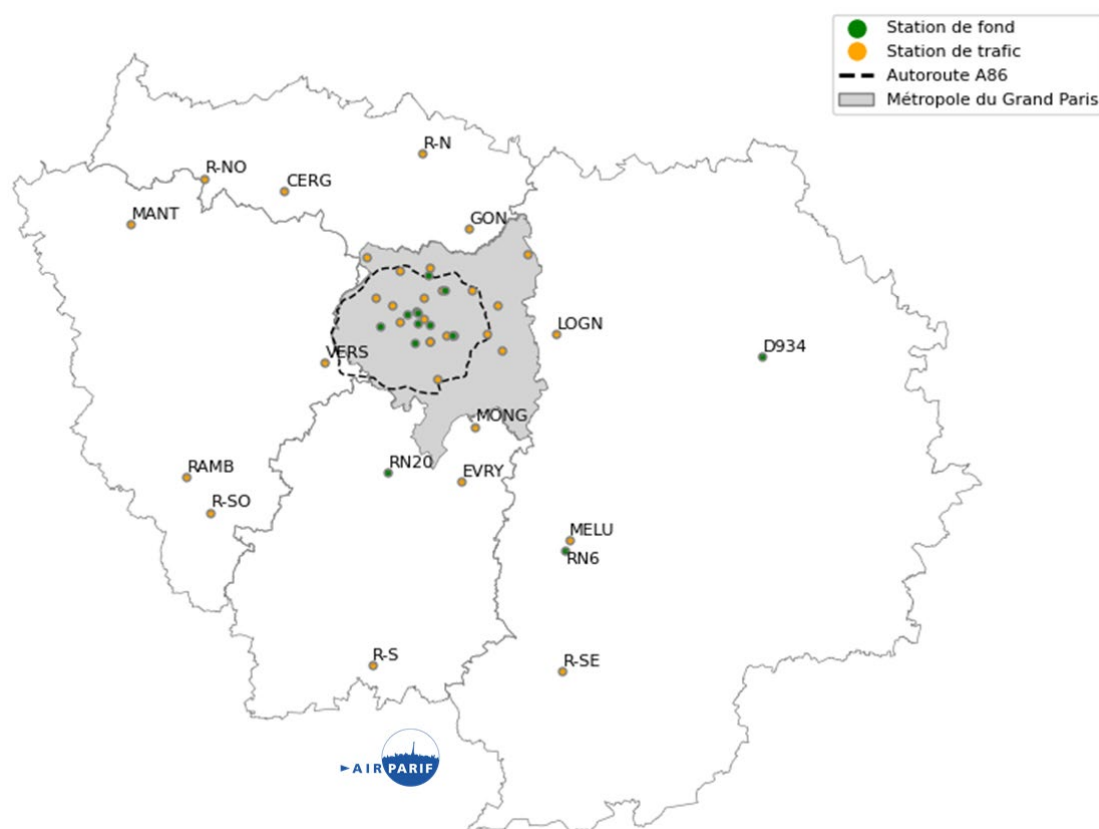 Station de fond
Station de trafic
Autoroute A86
Métropole du Grand Paris
R-N
R-NO
CERG
MANT
GON
LOGN
D934
VERS
MONG
RAMB
RN20
EVRY
R-SO
MELU
RN6
R-S
R-SE
AIRPARIF